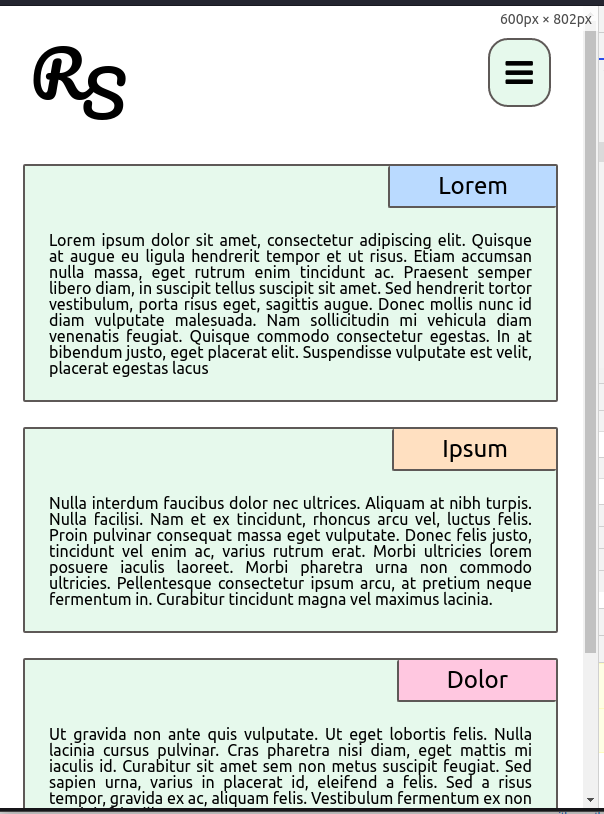 600px × 802px
RS
Lorem
Lorem ipsum dolor sit amet, consectetur adipiscing elit. Quisque
at augue eu ligula hendrerit tempor et ut risus. Etiam accumsan
nulla massa, eget rutrum enim tincidunt ac. Praesent semper
libero diam, in suscipit tellus suscipit sit amet. Sed hendrerit tortor
vestibulum, porta risus eget, sagittis augue. Donec mollis nunc id
diam vulputate malesuada. Nam sollicitudin mi vehicula diam
venenatis feugiat. Quisque commodo consectetur egestas. In at
bibendum justo, eget placerat elit. Suspendisse vulputate est velit,
placerat egestas lacus
Ipsum
Nulla interdum faucibus dolor nec ultrices. Aliquam at nibh turpis.
Nulla facilisi. Nam et ex tincidunt, rhoncus arcu vel, luctus felis.
Proin pulvinar consequat massa eget vulputate. Donec felis justo,
tincidunt vel enim ac, varius rutrum erat. Morbi ultricies lorem
posuere iaculis laoreet. Morbi pharetra urna non commodo
ultricies. Pellentesque consectetur ipsum arcu, at pretium neque
fermentum in. Curabitur tincidunt magna vel maximus lacinia.
Dolor
Ut gravida non ante quis vulputate. Ut eget lobortis felis. Nulla
lacinia cursus pulvinar. Cras pharetra nisi diam, eget mattis mi
iaculis id. Curabitur sit amet sem non metus suscipit feugiat. Sed
sapien urna, varius in placerat id, eleifend a felis. Sed a risus
tempor, gravida ex ac, aliquam felis. Vestibulum fermentum ex non